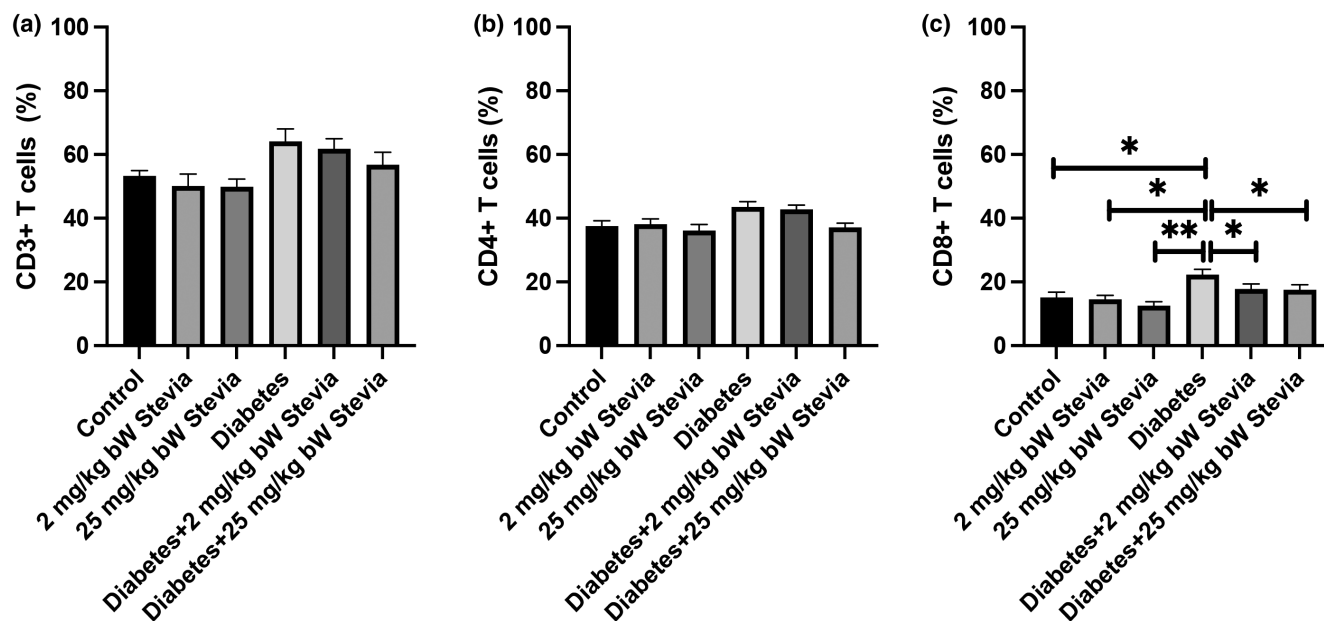 (a)
CD3+ T cells (%)
100
80
60
40
20
0
Control
2 mg/kg bW Stevia
25 mg/kg bW Stevia
Diabetes
Diabetes+2 mg/kg bW Stevia
Diabetes+25 mg/kg bW Stevia
(b)
CD4+ T cells (%)
100
80
60
40
20
0
Control
2 mg/kg bW Stevia
25 mg/kg bW Stevia
Diabetes
Diabetes+2 mg/kg bW Stevia
Diabetes+25 mg/kg bW Stevia
(c)
CD8+ T cells (%)
100
80
60
40
20
0
*
*
*
**
*
Control
2 mg/kg bW Stevia
25 mg/kg bW Stevia
Diabetes
Diabetes+2 mg/kg bW Stevia
Diabetes+25 mg/kg bW Stevia